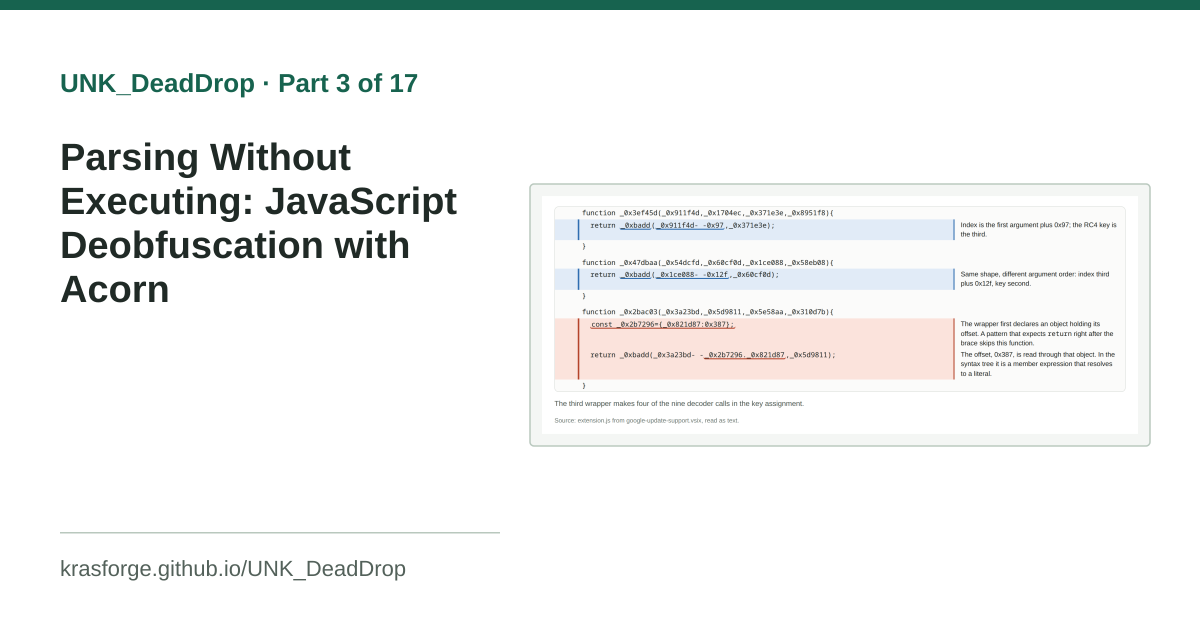 UNK_DeadDrop · Part 3 of 17
Parsing Without
Executing: JavaScript
Deobfuscation with
Acorn
function _0x3ef45d(_0x911f4d,_0x1704ec,_0x371e3e,_0x8951f8){
return _0xbadd(_0x911f4d- -0x97,_0x371e3e);
}
Index is the first argument plus 0x97; the RC4 key is
the third.
function _0x47dbaa(_0x54dcfd,_0x60cf0d,_0x1ce088,_0x58eb08){
return _0xbadd(_0x1ce088- -0x12f,_0x60cf0d);
}
Same shape, different argument order: index third
plus 0x12f, key second.
function _0x2bac03(_0x3a23bd,_0x5d9811,_0x5e58aa,_0x310d7b){
const _0x2b7296={_0x821d87:0x387};
return _0xbadd(_0x3a23bd- -_0x2b7296._0x821d87,_0x5d9811);
}
The wrapper first declares an object holding its
offset. A pattern that expects return right after the
brace skips this function.
The offset, 0x387, is read through that object. In the
syntax tree it is a member expression that resolves
to a literal.
The third wrapper makes four of the nine decoder calls in the key assignment.
Source: extension.js from google-update-support.vsix, read as text.
krasforge.github.io/UNK_DeadDrop